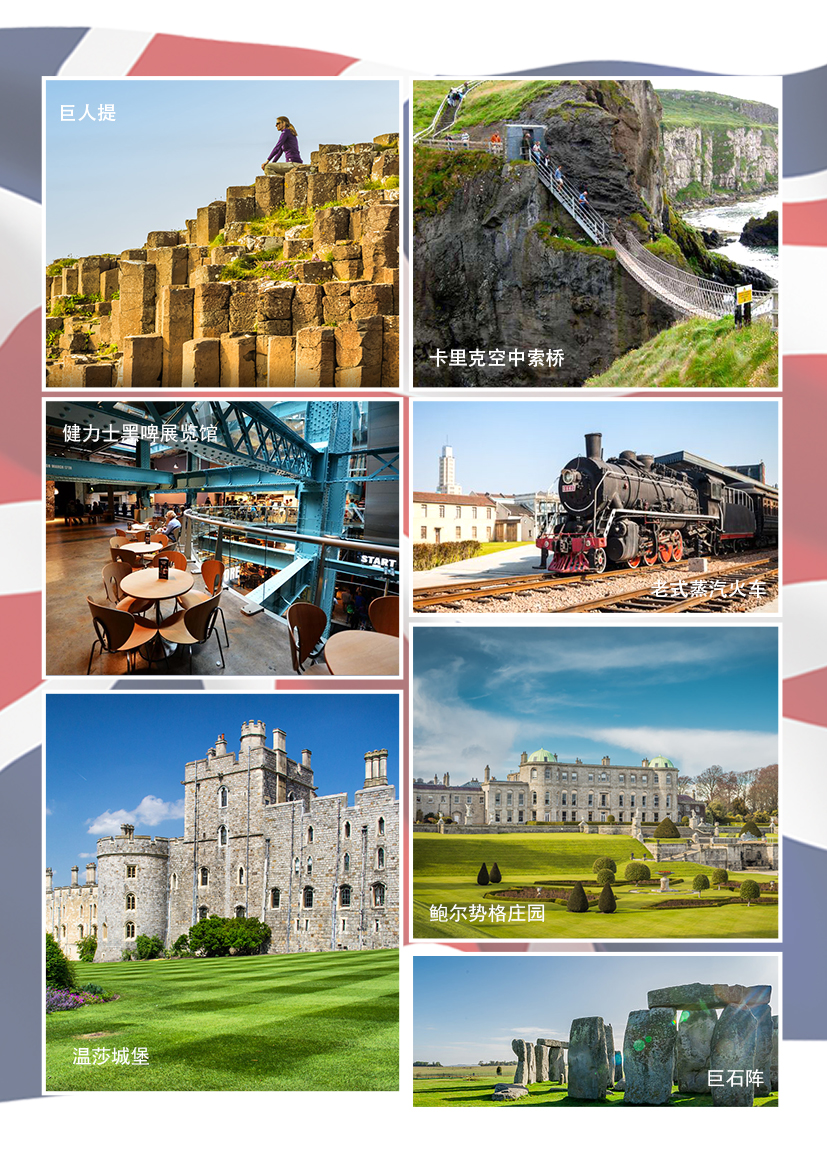 巨人提
卡里克空中索桥
健力士黑啤展览馆
START
老式蒸汽火车
鲍尔势格庄园
温莎城堡
巨石阵